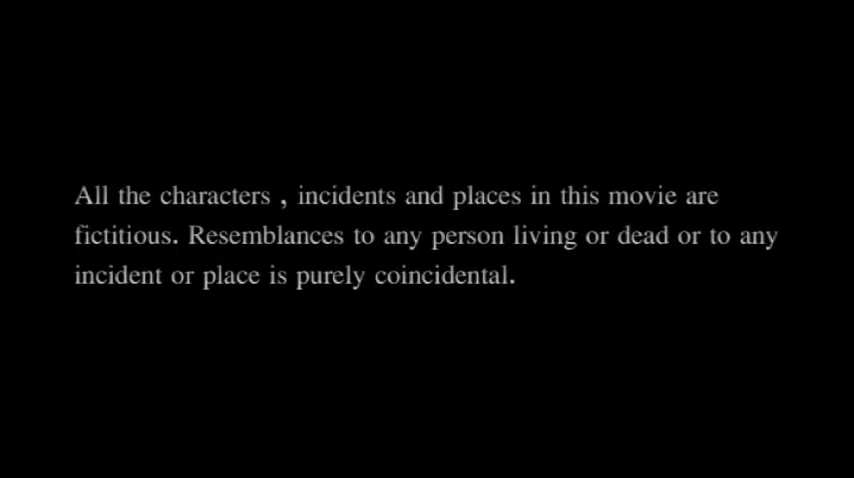 All the characters , incidents and places in this movie are
fictitious. Resemblances to any person living or dead or to any
incident or place is purely coincidental.